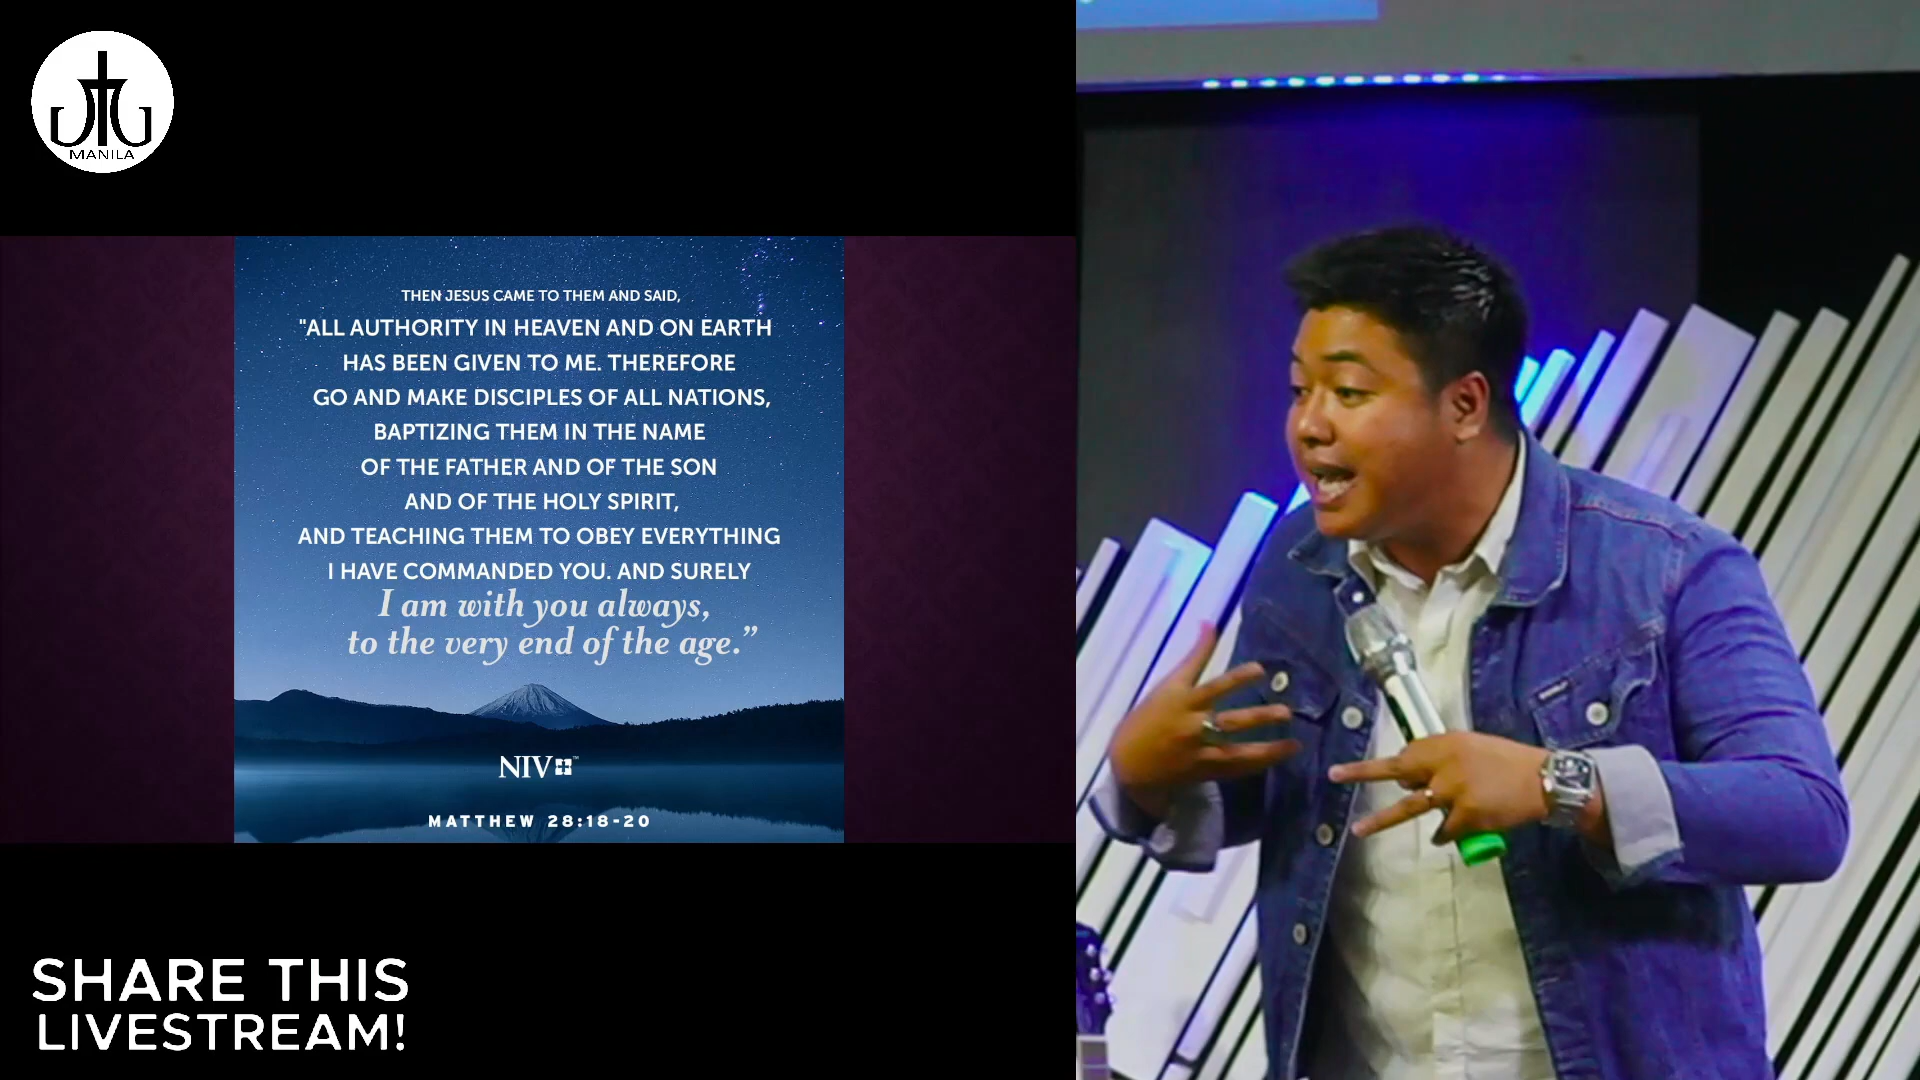 JTG
MANILA
THEN JESUS CAME TO THEM AND SAID,
"ALL AUTHORITY IN HEAVEN AND ON EARTH
HAS BEEN GIVEN TO ME. THEREFORE
GO AND MAKE DISCIPLES OF ALL NATIONS,
BAPTIZING THEM IN THE NAME
OF THE FATHER AND OF THE SON
AND OF THE HOLY SPIRIT,
AND TEACHING THEM TO OBEY EVERYTHING
I HAVE COMMANDED YOU. AND SURELY
I am with you always,
to the very end of the age.”
NIV™
MATTHEW 28:18-20
SHARE THIS
LIVESTREAM!